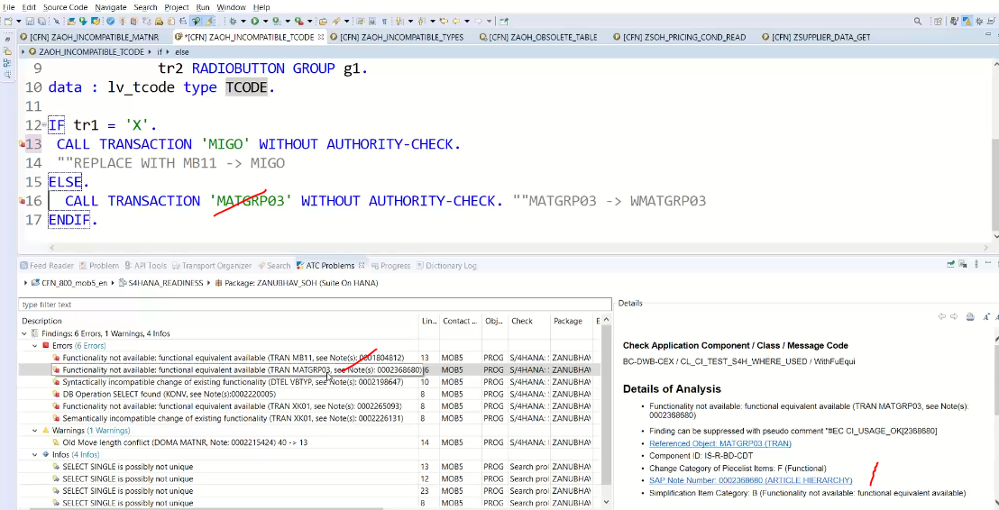 File Edit Source Code Navigate Search Project Run Window Help
[CFN] ZAOH_INCOMPATIBLE_MATNR *[CFN] ZAOH_INCOMPATIBLE_TCODE [CFN] ZAOH_INCOMPATIBLE_TYPES [CFN] ZAOH_OBSOLETE_TABLE [CFN] ZSOH_PRICING_COND_READ [CFN] ZSUPPLIER_DATA_GET
ZAOH_INCOMPATIBLE_TCODE if else
9 tr2 RADIOBUTTON GROUP g1.
10 data : lv_tcode type TCODE.
11
12 IF tr1 = 'X'.
13 CALL TRANSACTION 'MIGO' WITHOUT AUTHORITY-CHECK.
14 ""REPLACE WITH MB11 -> MIGO
15 ELSE.
16 CALL TRANSACTION 'MATGRP03' WITHOUT AUTHORITY-CHECK. ""MATGRP03 -> WMATGRP03
17 ENDIF.
Feed Reader Problem API Tools Transport Organizer Search ATC Problems Progress Dictionary Log
CFN_800_mob5_en S4HANA_READINESS Package: ZANUBHAV_SOH (Suite On HANA)
type filter text
Description Lin... Contact ... Obj... Check Package
Findings: 6 Errors, 1 Warnings, 4 Infos
Errors (6 Errors)
Functionality not available: functional equivalent available (TRAN MB11, see Note(s): 0001804812) 13 MOB5 PROG S/4HANA: ZANUBHAV
Functionality not available: functional equivalent available (TRAN MATGRP03, see Note(s): 0002368680) 16 MOB5 PROG S/4HANA: ZANUBHAV
Syntactically incompatible change of existing functionality (DTEL VBTYP, see Note(s): 0002198647) 10 MOB5 PROG S/4HANA: ZANUBHAV
DB Operation SELECT found (KONV, see Note(s):0002220005) 8 MOB5 PROG S/4HANA: ZANUBHAV
Functionality not available: functional equivalent available (TRAN XK01, see Note(s): 0002265093) 8 MOB5 PROG S/4HANA: ZANUBHAV
Semantically incompatible change of existing functionality (TRAN XK01, see Note(s): 0002226131) 8 MOB5 PROG S/4HANA: ZANUBHAV
Warnings (1 Warnings)
Old Move length conflict (DOMA MATNR, Note: 0002215424) 40 -> 13 14 MOB5 PROG S/4HANA: ZANUBHAV
Infos (4 Infos)
SELECT SINGLE is possibly not unique 13 MOB5 PROG Search pro ZANUBHAV
SELECT SINGLE is possibly not unique 12 MOB5 PROG Search pro ZANUBHAV
SELECT SINGLE is possibly not unique 23 MOB5 PROG Search pro ZANUBHAV
SELECT SINGLE is possibly not unique 8 MOB5 PROG Search pro ZANUBHAV
Details
Check Application Component / Class / Message Code
BC-DWB-CEX / CL_CI_TEST_S4H_WHERE_USED / WithFuEqui
Details of Analysis
Functionality not available: functional equivalent available (TRAN MATGRP03, see Note(s):
0002368680)
Finding can be suppressed with pseudo comment "#EC CI_USAGE_OK[2368680]
Referenced Object: MATGRP03 (TRAN)
Component ID: IS-R-BD-CDT
Change Category of Piecelist Items: F (Functional)
SAP Note Number: 0002368680 (ARTICLE HIERARCHY)
Simplification Item Category: B (Functionality not available: functional equivalent available)